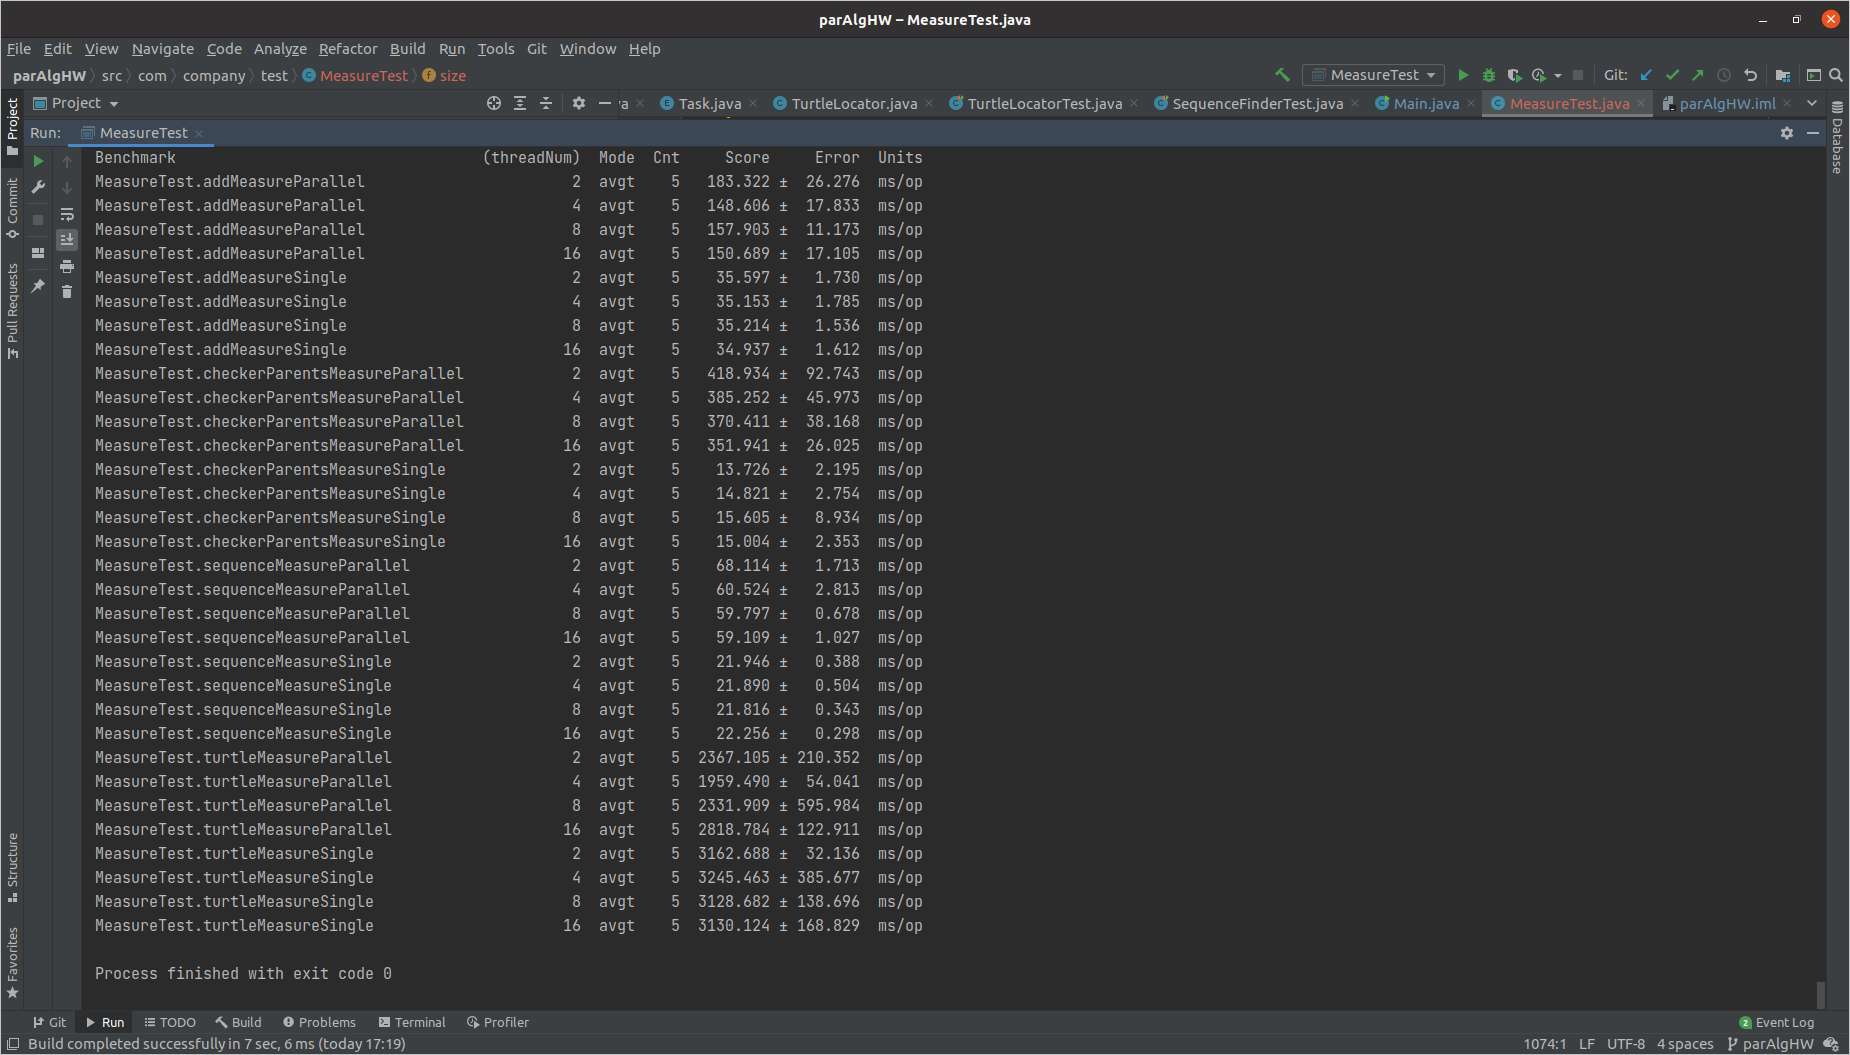 parAlgHW – MeasureTest.java
File Edit View Navigate Code Analyze Refactor Build Run Tools Git Window Help
parAlgHW src com company test MeasureTest size MeasureTest Git:
Project va Task.java TurtleLocator.java TurtleLocatorTest.java SequenceFinderTest.java Main.java MeasureTest.java parAlgHW.iml
Run: MeasureTest
Project
Commit
Pull Requests
Structure
Favorites
Database
Benchmark (threadNum) Mode Cnt Score Error Units
MeasureTest.addMeasureParallel 2 avgt 5 183.322 ± 26.276 ms/op
MeasureTest.addMeasureParallel 4 avgt 5 148.606 ± 17.833 ms/op
MeasureTest.addMeasureParallel 8 avgt 5 157.903 ± 11.173 ms/op
MeasureTest.addMeasureParallel 16 avgt 5 150.689 ± 17.105 ms/op
MeasureTest.addMeasureSingle 2 avgt 5 35.597 ± 1.730 ms/op
MeasureTest.addMeasureSingle 4 avgt 5 35.153 ± 1.785 ms/op
MeasureTest.addMeasureSingle 8 avgt 5 35.214 ± 1.536 ms/op
MeasureTest.addMeasureSingle 16 avgt 5 34.937 ± 1.612 ms/op
MeasureTest.checkerParentsMeasureParallel 2 avgt 5 418.934 ± 92.743 ms/op
MeasureTest.checkerParentsMeasureParallel 4 avgt 5 385.252 ± 45.973 ms/op
MeasureTest.checkerParentsMeasureParallel 8 avgt 5 370.411 ± 38.168 ms/op
MeasureTest.checkerParentsMeasureParallel 16 avgt 5 351.941 ± 26.025 ms/op
MeasureTest.checkerParentsMeasureSingle 2 avgt 5 13.726 ± 2.195 ms/op
MeasureTest.checkerParentsMeasureSingle 4 avgt 5 14.821 ± 2.754 ms/op
MeasureTest.checkerParentsMeasureSingle 8 avgt 5 15.605 ± 8.934 ms/op
MeasureTest.checkerParentsMeasureSingle 16 avgt 5 15.004 ± 2.353 ms/op
MeasureTest.sequenceMeasureParallel 2 avgt 5 68.114 ± 1.713 ms/op
MeasureTest.sequenceMeasureParallel 4 avgt 5 60.524 ± 2.813 ms/op
MeasureTest.sequenceMeasureParallel 8 avgt 5 59.797 ± 0.678 ms/op
MeasureTest.sequenceMeasureParallel 16 avgt 5 59.109 ± 1.027 ms/op
MeasureTest.sequenceMeasureSingle 2 avgt 5 21.946 ± 0.388 ms/op
MeasureTest.sequenceMeasureSingle 4 avgt 5 21.890 ± 0.504 ms/op
MeasureTest.sequenceMeasureSingle 8 avgt 5 21.816 ± 0.343 ms/op
MeasureTest.sequenceMeasureSingle 16 avgt 5 22.256 ± 0.298 ms/op
MeasureTest.turtleMeasureParallel 2 avgt 5 2367.105 ± 210.352 ms/op
MeasureTest.turtleMeasureParallel 4 avgt 5 1959.490 ± 54.041 ms/op
MeasureTest.turtleMeasureParallel 8 avgt 5 2331.909 ± 595.984 ms/op
MeasureTest.turtleMeasureParallel 16 avgt 5 2818.784 ± 122.911 ms/op
MeasureTest.turtleMeasureSingle 2 avgt 5 3162.688 ± 32.136 ms/op
MeasureTest.turtleMeasureSingle 4 avgt 5 3245.463 ± 385.677 ms/op
MeasureTest.turtleMeasureSingle 8 avgt 5 3128.682 ± 138.696 ms/op
MeasureTest.turtleMeasureSingle 16 avgt 5 3130.124 ± 168.829 ms/op
Process finished with exit code 0
Git Run TODO Build Problems Terminal Profiler 2 Event Log
Build completed successfully in 7 sec, 6 ms (today 17:19) 1074:1 LF UTF-8 4 spaces parAlgHW